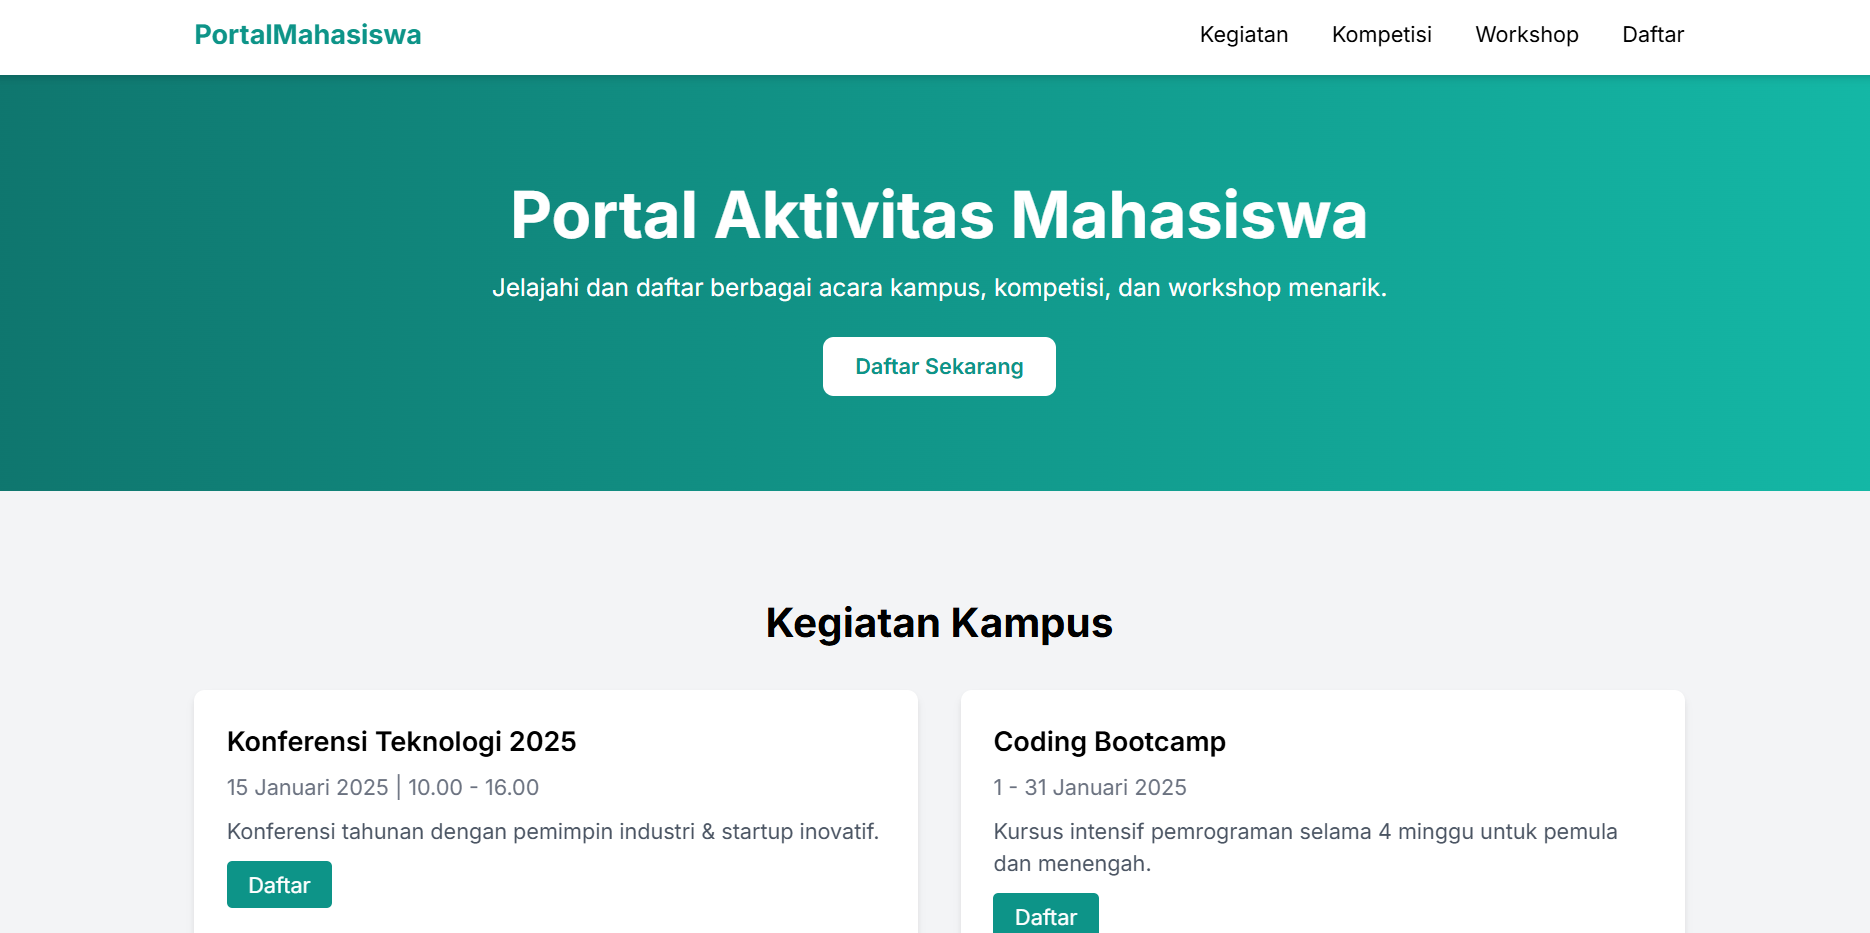 PortalMahasiswa
Kegiatan
Kompetisi
Workshop
Daftar
Portal Aktivitas Mahasiswa
Jelajahi dan daftar berbagai acara kampus, kompetisi, dan workshop menarik.
Daftar Sekarang
Kegiatan Kampus
Konferensi Teknologi 2025
15 Januari 2025 | 10.00 - 16.00
Konferensi tahunan dengan pemimpin industri & startup inovatif.
Daftar
Coding Bootcamp
1 - 31 Januari 2025
Kursus intensif pemrograman selama 4 minggu untuk pemula
dan menengah.
Daftar